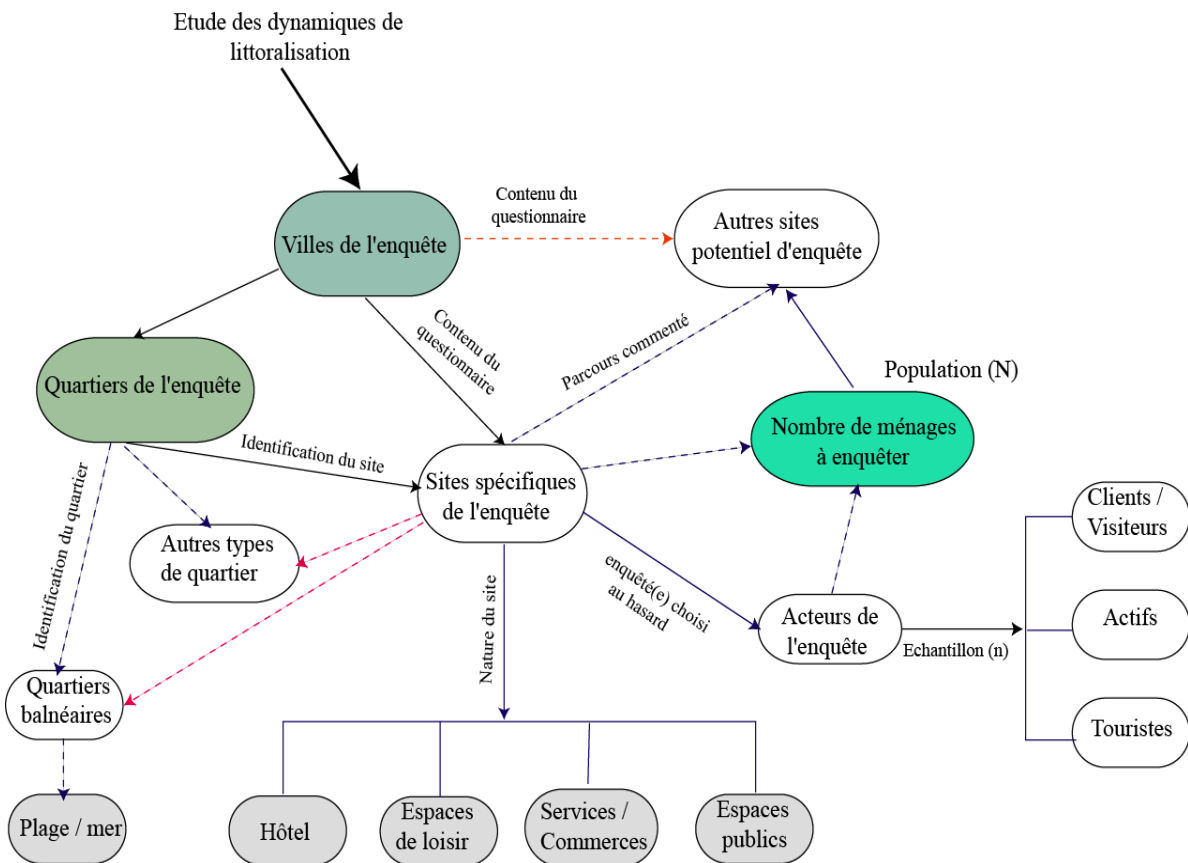 Etude des dynamiques de
littoralisation
Villes de l'enquête
Contenu du
questionnaire
Autres sites
potentiel d'enquête
Contenu du
questionnaire
Parcours commenté
Quartiers de l'enquête
Population (N)
Nombre de ménages
à enquêter
Identification du site
Sites spécifiques
de l'enquête
Identification du quartier
Autres types
de quartier
enquêté(e) choisi
au hasard
Nature du site
Acteurs de
l'enquête
Echantillon (n)
Clients /
Visiteurs
Actifs
Touristes
Quartiers
balnéaires
Plage / mer
Hôtel
Espaces
de loisir
Services /
Commerces
Espaces
publics